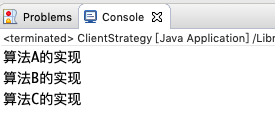 Problems Console
<terminated> ClientStrategy [Java Application] /Libr
算法A的实现
算法B的实现
算法C的实现